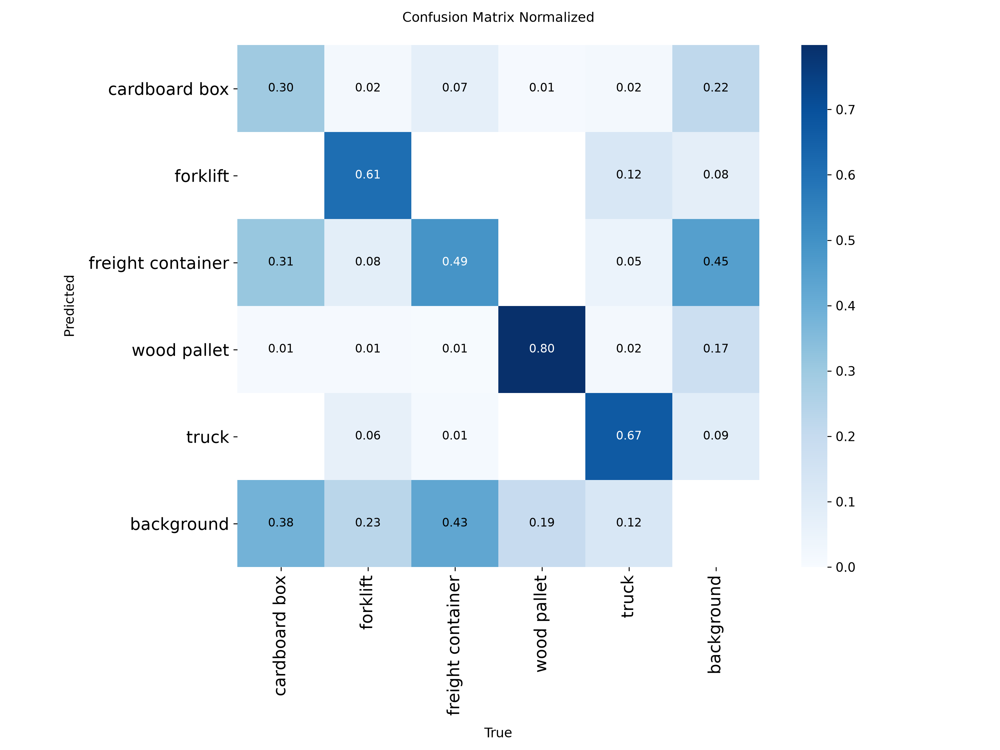 Confusion Matrix Normalized
cardboard box
0.30 0.02 0.07 0.01 0.02 0.22
forklift
0.61 0.12 0.08
freight container
0.31 0.08 0.49 0.05 0.45
wood pallet
0.01 0.01 0.01 0.80 0.02 0.17
truck
0.06 0.01 0.67 0.09
background
0.38 0.23 0.43 0.19 0.12
Predicted
cardboard box
forklift
freight container
wood pallet
truck
background
True
0.7
0.6
0.5
0.4
0.3
0.2
0.1
0.0